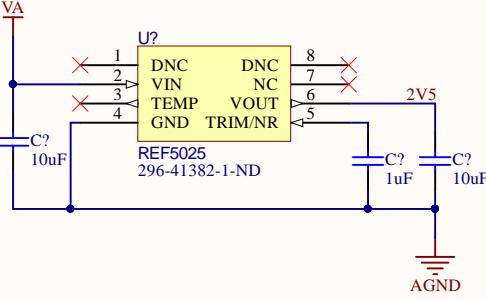 VA
U?
1 DNC DNC 8
2 VIN NC 7
3 TEMP VOUT 6 2V5
4 GND TRIM/NR 5
C?
10uF
REF5025
296-41382-1-ND
C?
1uF
C?
10uF
AGND